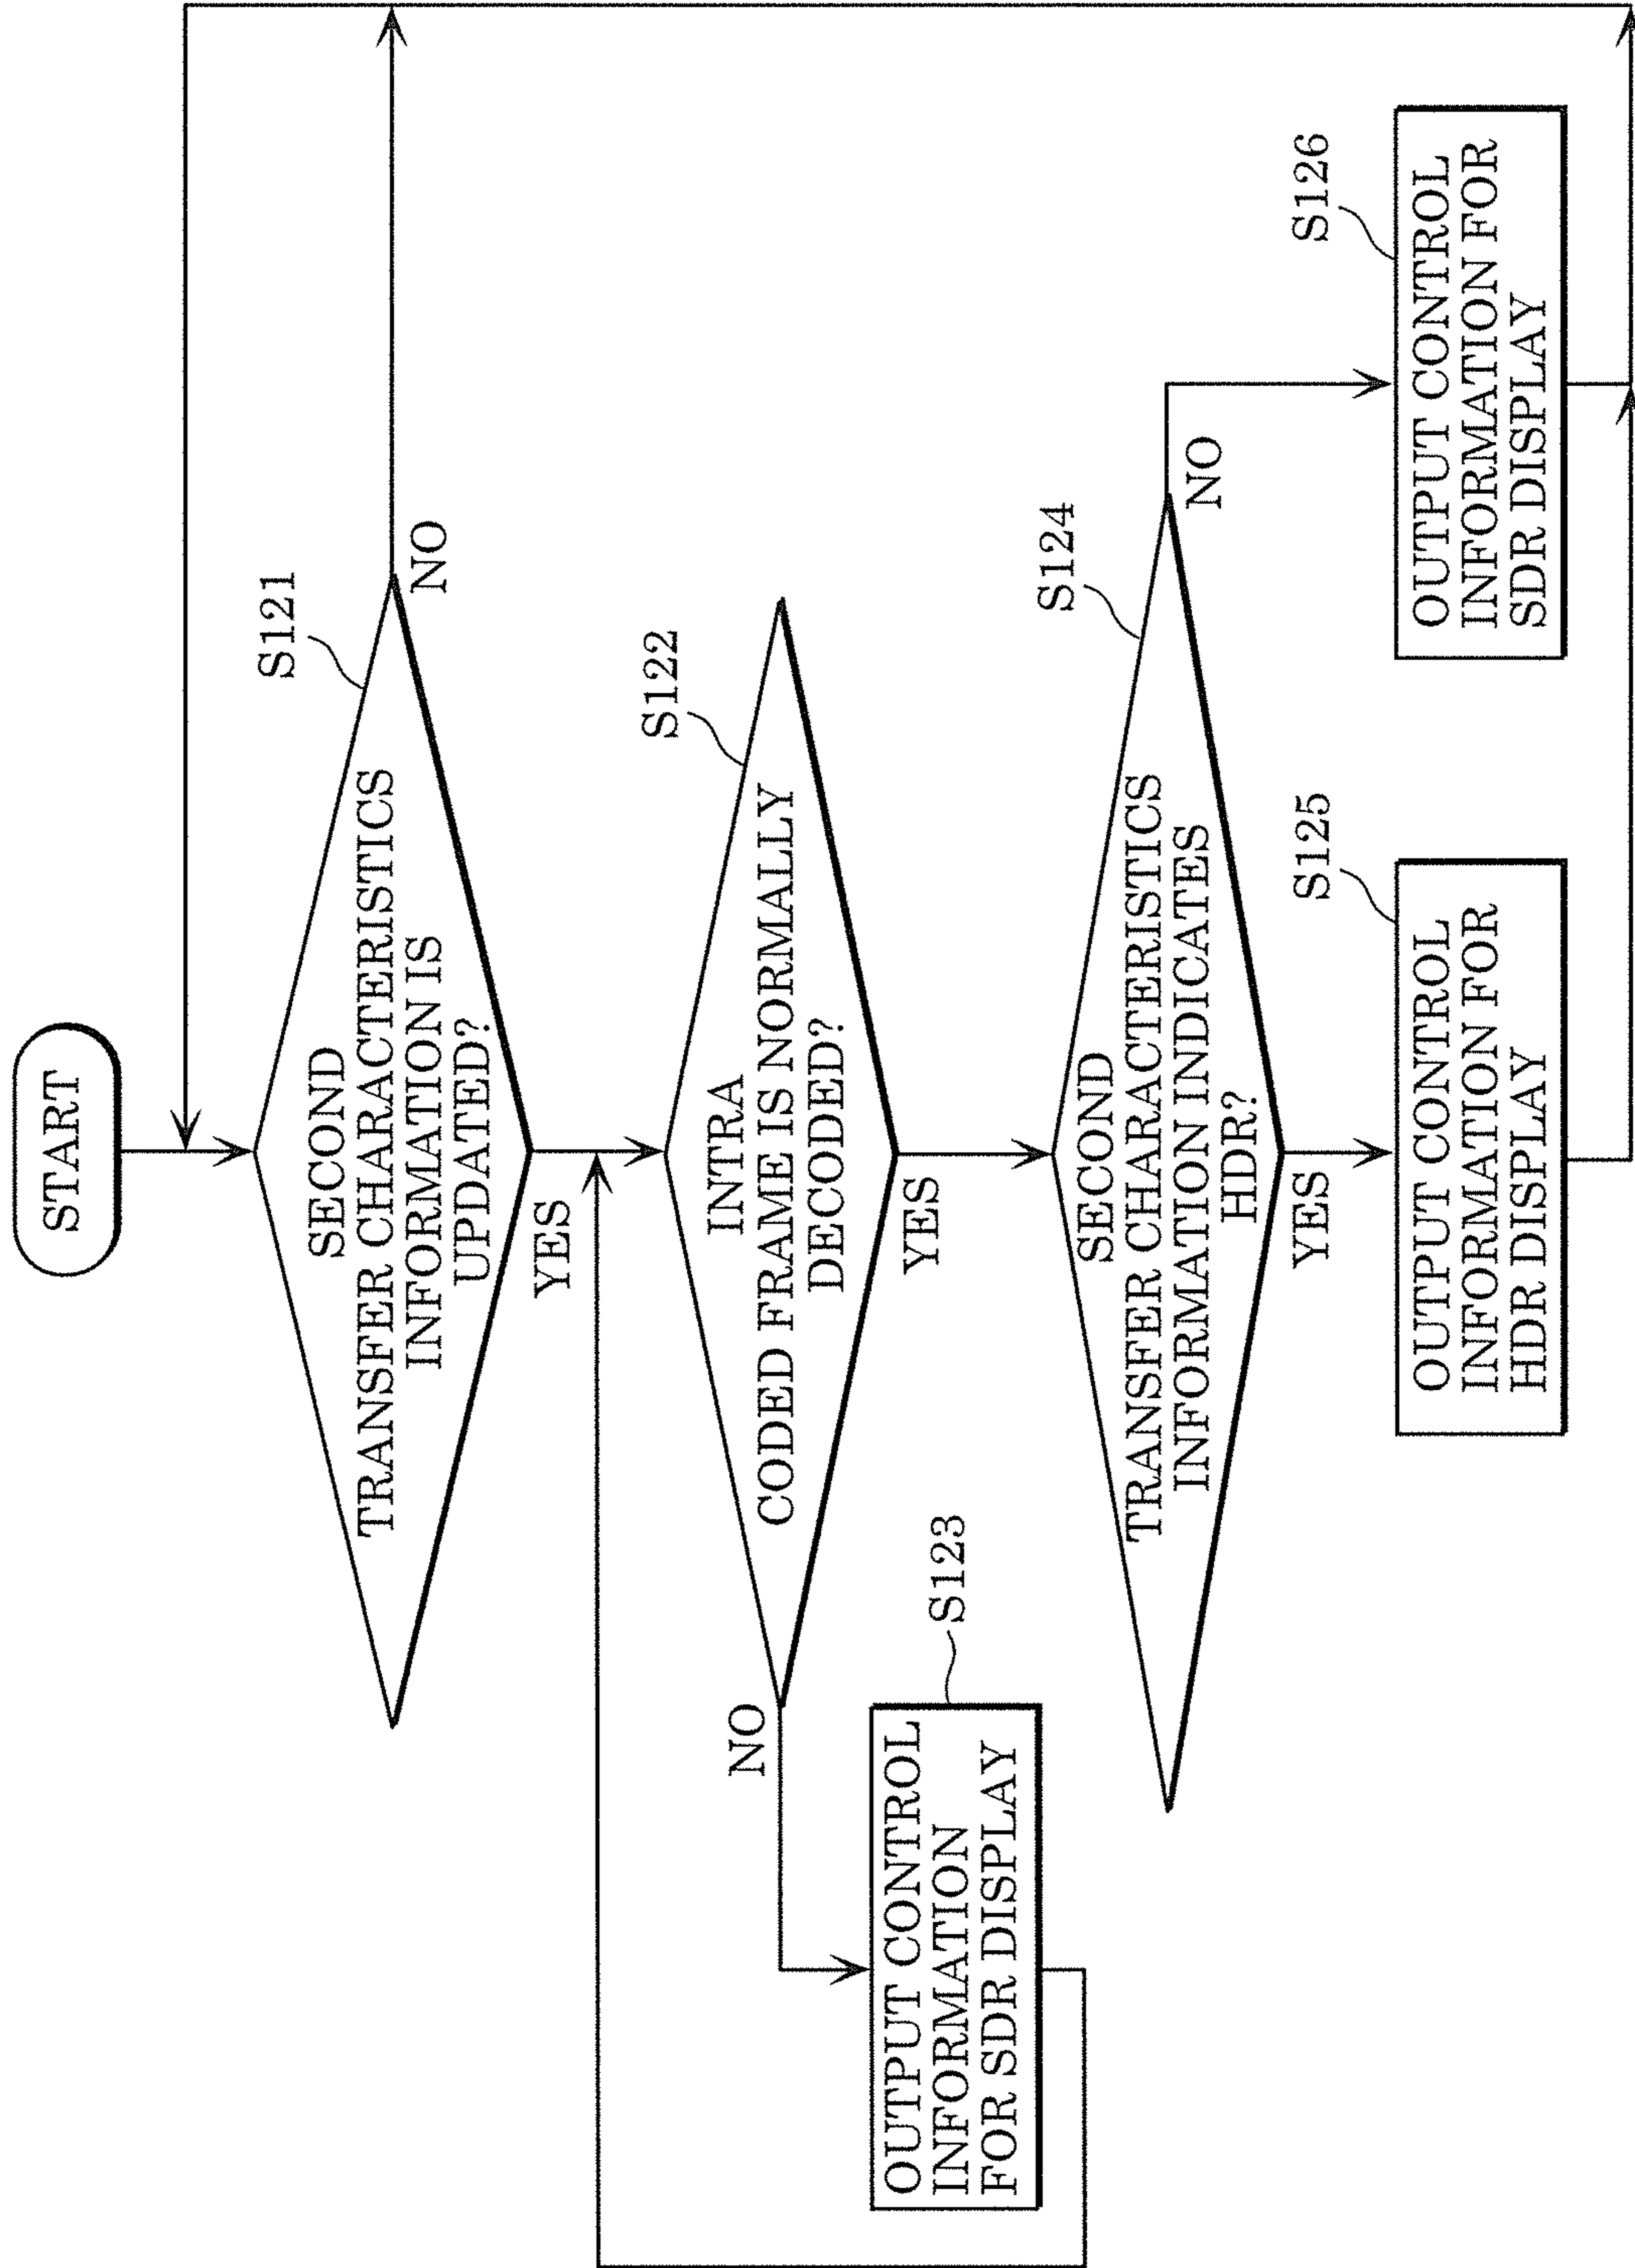 START
S121
SECOND
TRANSFER CHARACTERISTICS
INFORMATION IS
UPDATED?
NO
YES
S122
INTRA
CODED FRAME IS NORMALLY
DECODED?
NO
YES
S123
OUTPUT CONTROL
INFORMATION
FOR SDR DISPLAY
S124
SECOND
TRANSFER CHARACTERISTICS
INFORMATION INDICATES
HDR?
NO
YES
S125
OUTPUT CONTROL
INFORMATION FOR
HDR DISPLAY
S126
OUTPUT CONTROL
INFORMATION FOR
SDR DISPLAY